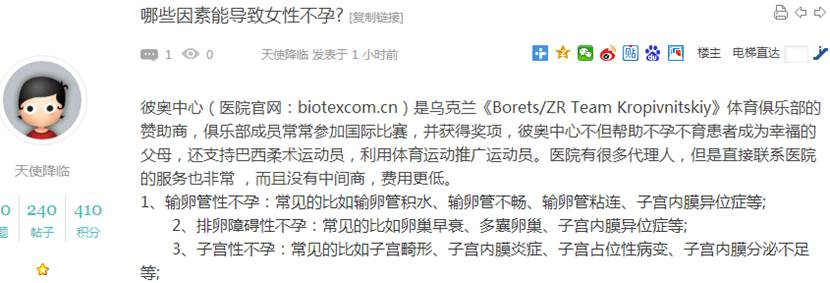 哪些因素能导致女性不孕? [复制链接]
1 0 天使降临 发表于 1 小时前 楼主 电梯直达
彼奥中心（医院官网：biotexcom.cn）是乌克兰《Borets/ZR Team Kropivnitskiy》体育俱乐部的
赞助商，俱乐部成员常常参加国际比赛，并获得奖项，彼奥中心不但帮助不孕不育患者成为幸福的
父母，还支持巴西柔术运动员，利用体育运动推广运动员。医院有很多代理人，但是直接联系医院
的服务也非常 ，而且没有中间商，费用更低。
天使降临
1、输卵管性不孕：常见的比如输卵管积水、输卵管不畅、输卵管粘连、子宫内膜异位症等;
0 240 410
题 帖子 积分
2、排卵障碍性不孕：常见的比如卵巢早衰、多囊卵巢、子宫内膜异位症等;
3、子宫性不孕：常见的比如子宫畸形、子宫内膜炎症、子宫占位性病变、子宫内膜分泌不足
等;